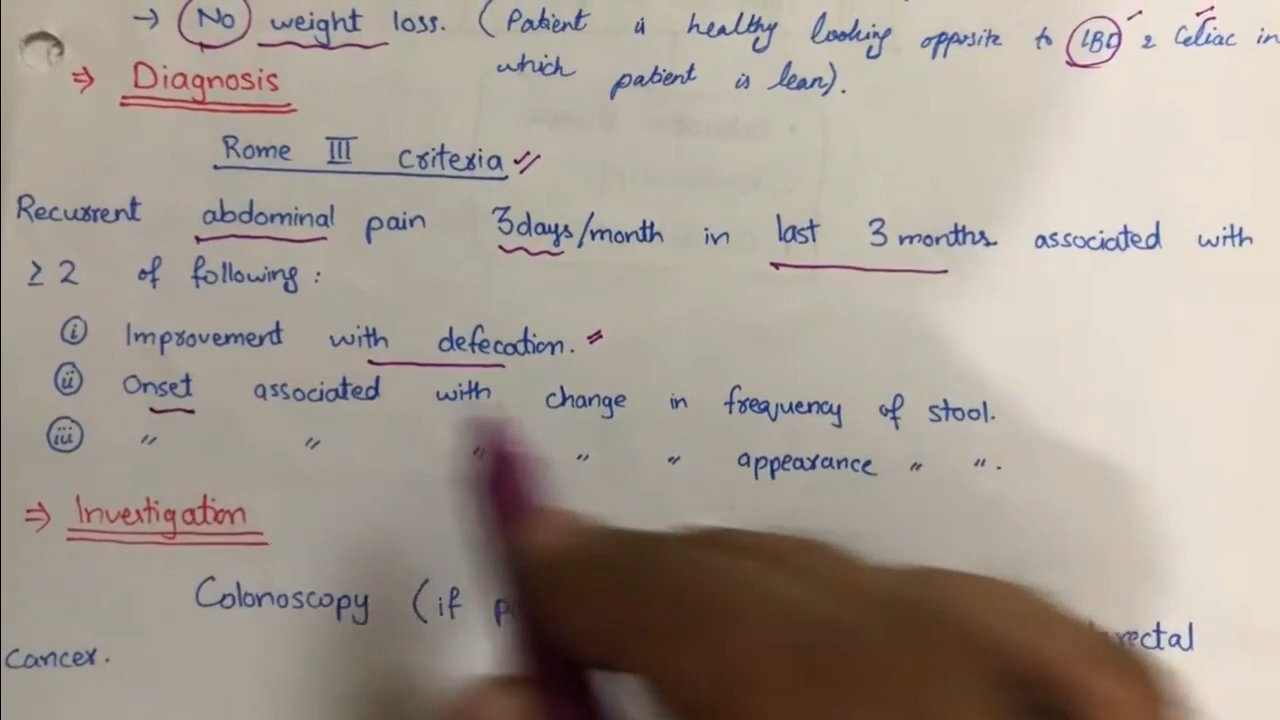 → No weight loss. (Patient is healthy looking opposite to IBD & Celiac in
which patient is lean).
⇒ Diagnosis
Rome III criteria
Recurrent abdominal pain 3days/month in last 3 months associated with
≥ 2 of following :
(i) Improvement with defecation.
(ii) Onset associated with change in frequency of stool.
(iii) " " " " " appearance " ".
⇒ Investigation
Colonoscopy (if
rectal
cancer.